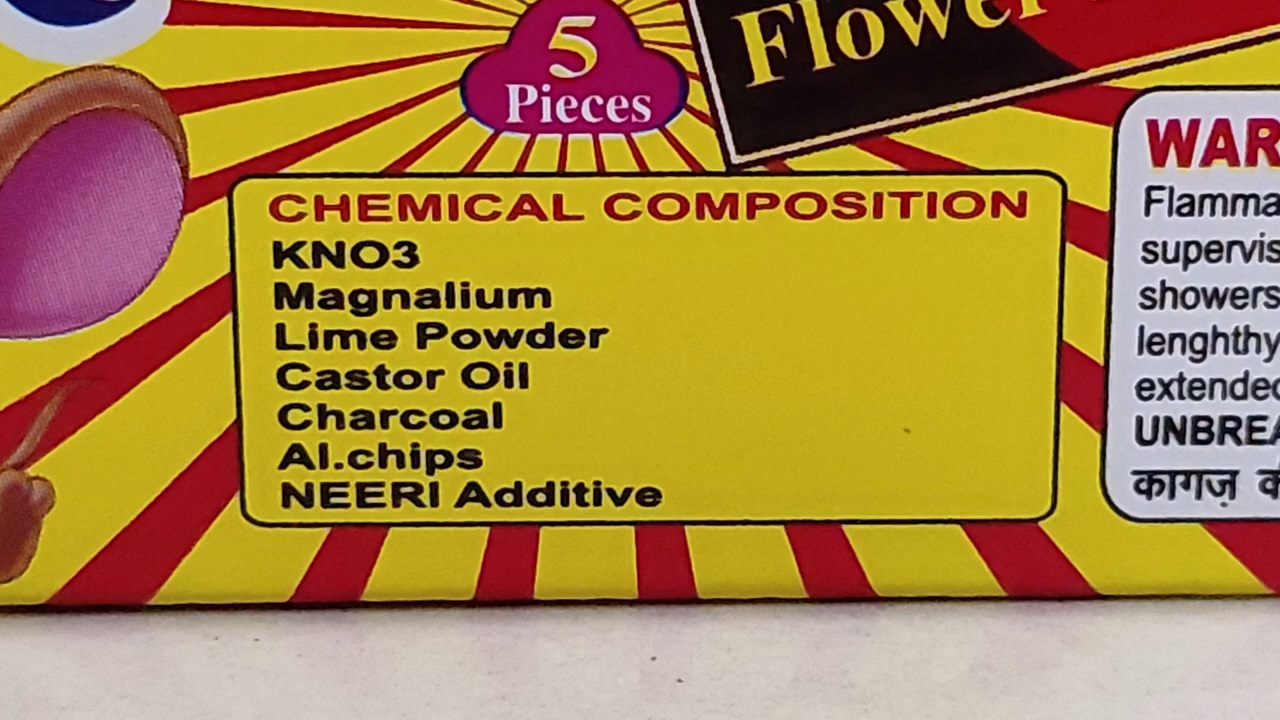 5
Pieces
Flower
CHEMICAL COMPOSITION
KNO3
Magnalium
Lime Powder
Castor Oil
Charcoal
Al.chips
NEERI Additive
WAR
Flamma
supervis
showers
lenghthy
extended
UNBREA
कागज़